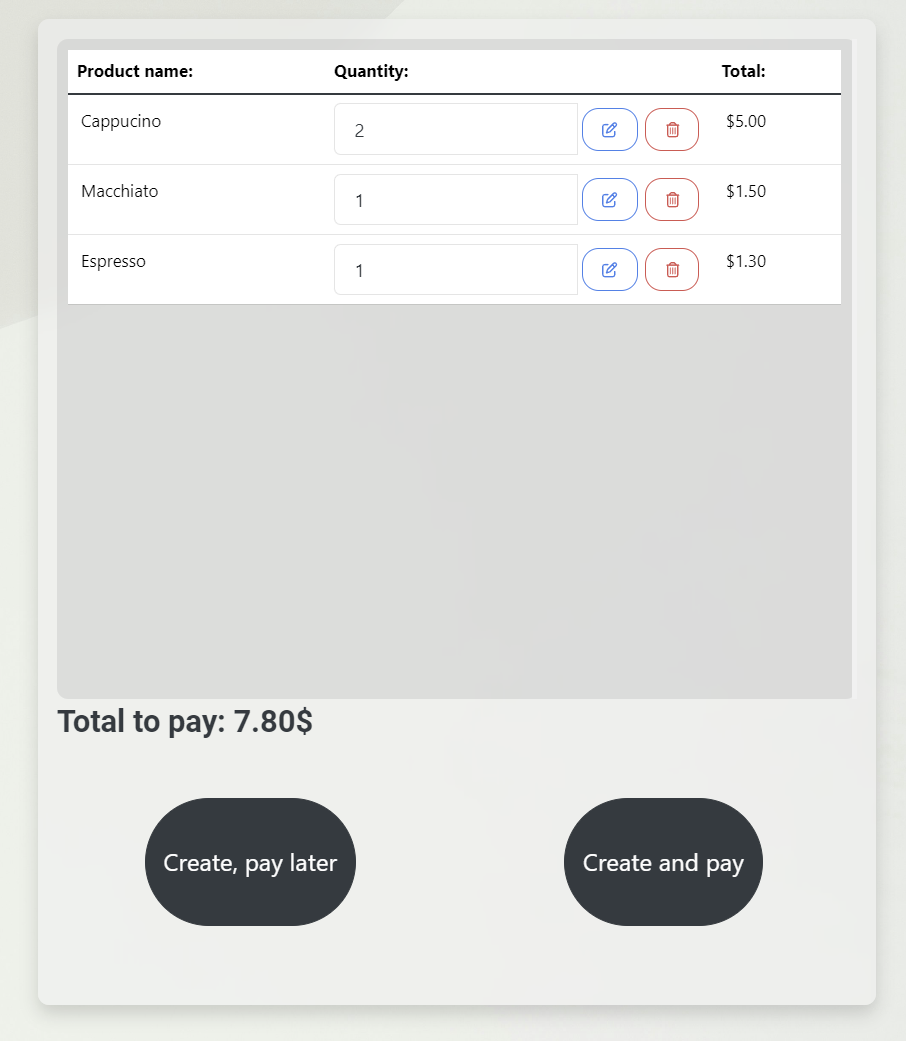 Product name: Quantity: Total:
Cappucino 2 $5.00
Macchiato 1 $1.50
Espresso 1 $1.30
Total to pay: 7.80$
Create, pay later Create and pay